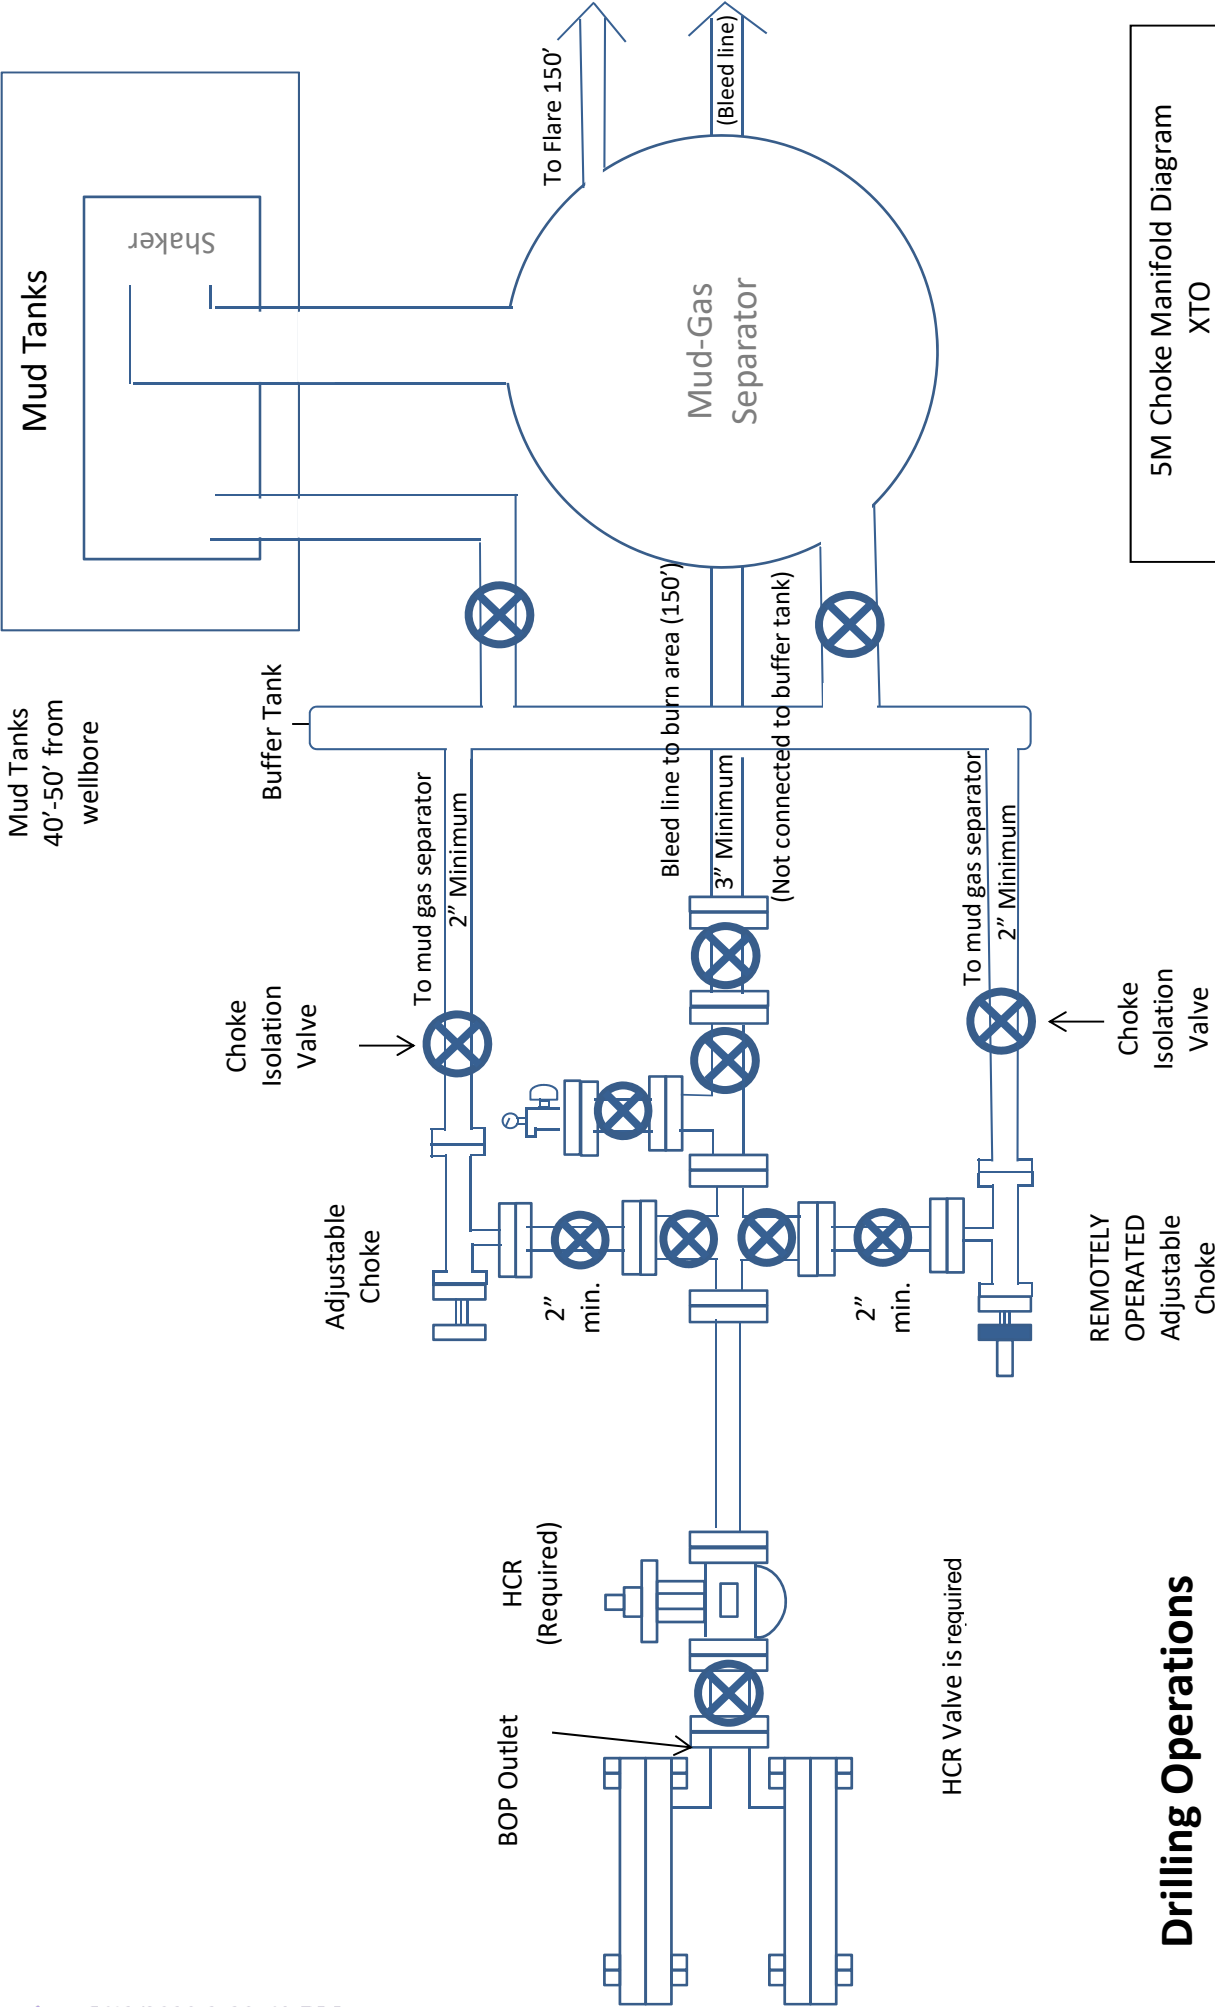 Mud Tanks
40’-50’ from
wellbore
Mud Tanks
Shaker
Buffer Tank
Choke
Isolation
Valve
Adjustable
Choke
To mud gas separator
2” Minimum
To Flare 150’
(Bleed line)
Mud-Gas
Separator
HCR
(Required)
BOP Outlet
2”
min.
Bleed line to burn area (150’)
3” Minimum
(Not connected to buffer tank)
2”
min.
To mud gas separator
2” Minimum
HCR Valve is required
REMOTELY
OPERATED
Adjustable
Choke
Choke
Isolation
Valve
Drilling Operations
5M Choke Manifold Diagram
XTO